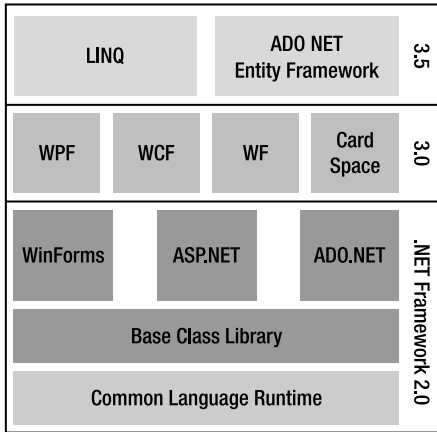 LINQ
ADO NET
Entity Framework
3.5
WPF
WCF
WF
Card
Space
3.0
WinForms
ASP.NET
ADO.NET
Base Class Library
Common Language Runtime
.NET Framework 2.0